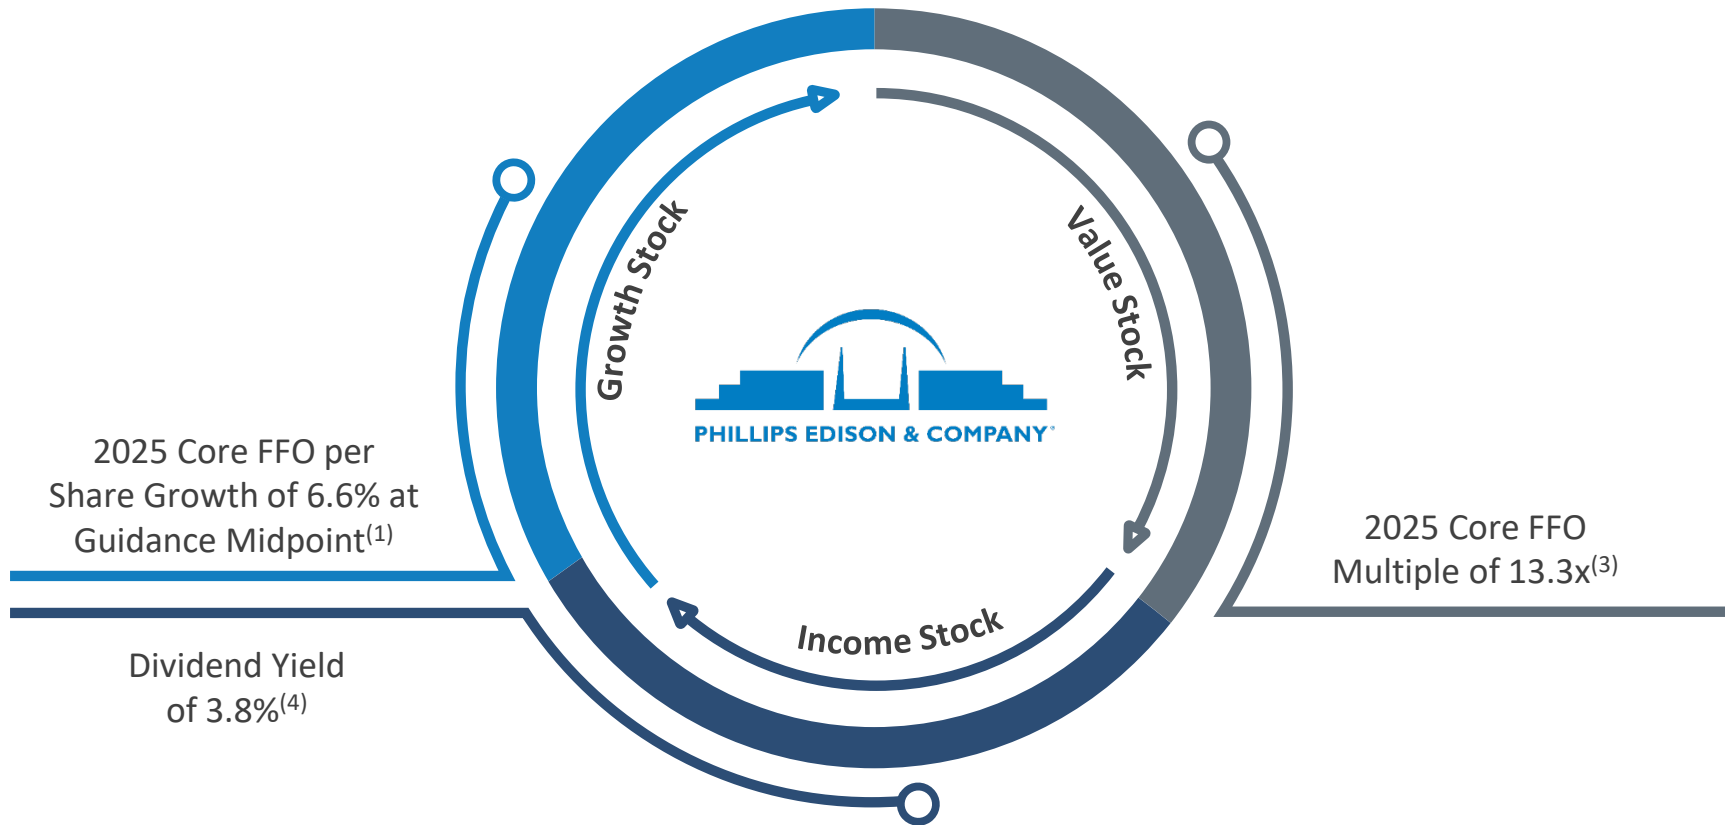 Growth Stock
Value Stock
PHILLIPS EDISON & COMPANY®
Income Stock
2025 Core FFO per
Share Growth of 6.6% at
Guidance Midpoint(1)
Dividend Yield
of 3.8%(4)
2025 Core FFO
Multiple of 13.3x(3)